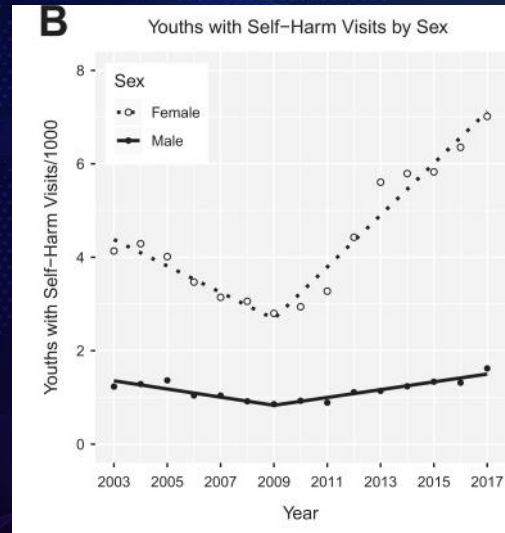 B
Youths with Self-Harm Visits by Sex
Youths with Self-Harm Visits/1000
8
6
4
2
0
Sex
Female
Male
2003 2005 2007 2009 2011 2013 2015 2017
Year